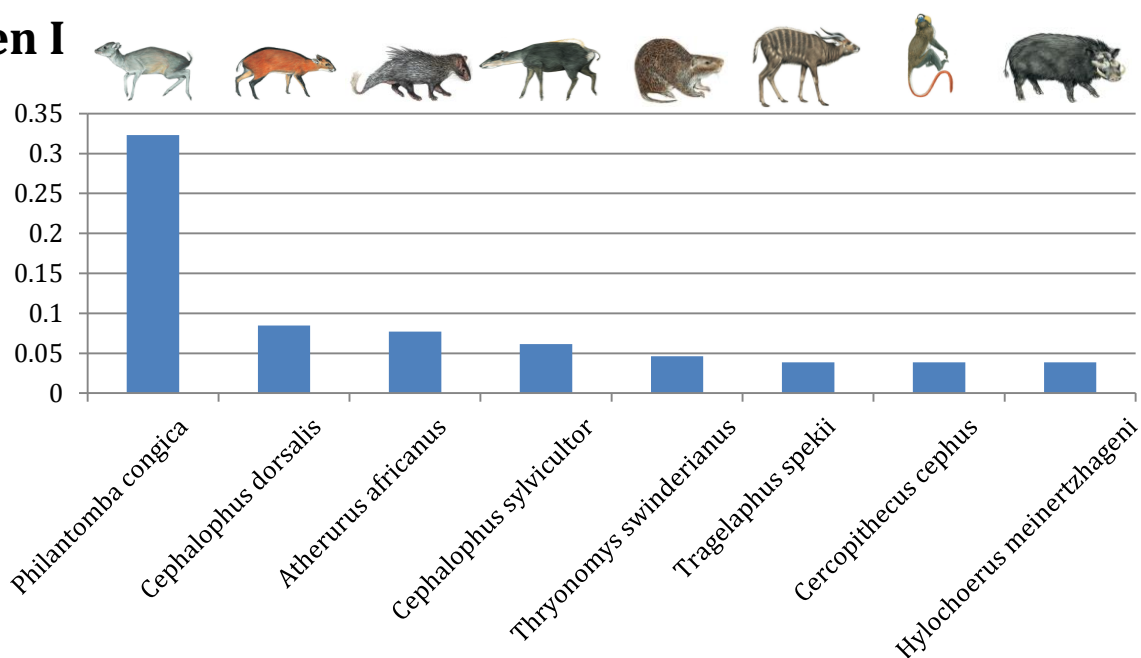 en I
0.35
0.3
0.25
0.2
0.15
0.1
0.05
0
Philantomba congica
Cephalophus dorsalis
Atherurus africanus
Cephalophus sylvicultor
Thryonomys swinderianus
Tragelaphus spekii
Cercopithecus cephus
Hylochoerus meinertzhageni